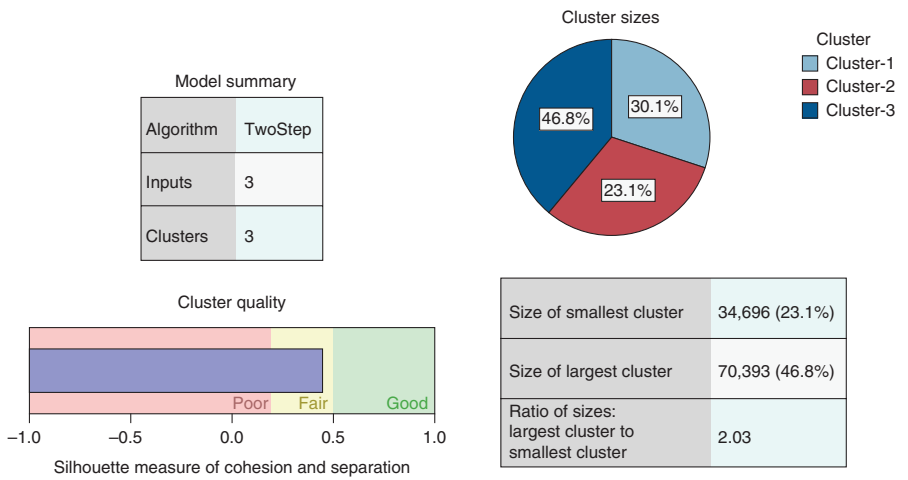 Model summary
Algorithm TwoStep
Inputs 3
Clusters 3
Cluster quality
Poor Fair Good
−1.0 −0.5 0.0 0.5 1.0
Silhouette measure of cohesion and separation
Cluster sizes
46.8% 30.1%
23.1%
Cluster
Cluster-1
Cluster-2
Cluster-3
Size of smallest cluster 34,696 (23.1%)
Size of largest cluster 70,393 (46.8%)
Ratio of sizes:
largest cluster to 2.03
smallest cluster